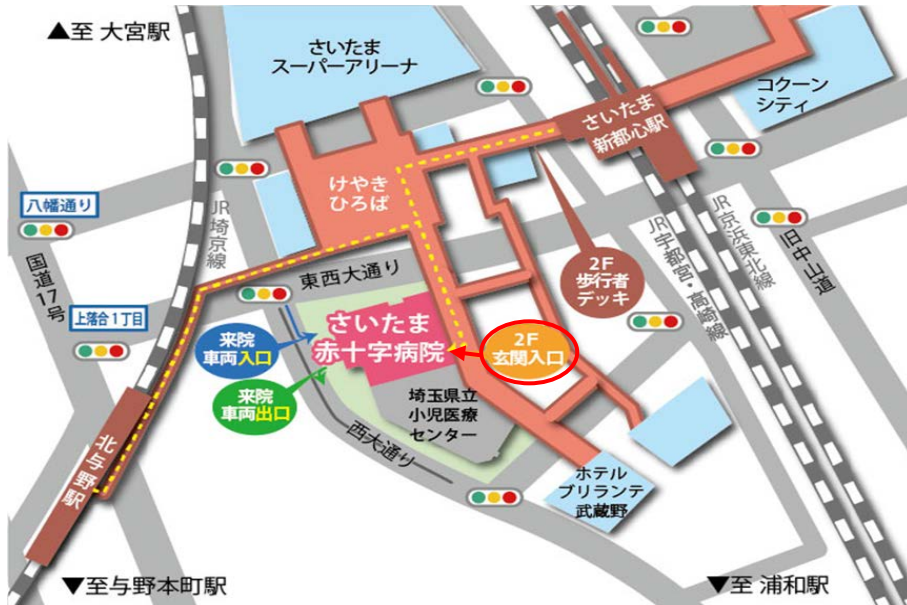 ▲至 大宮駅
さいたま
スーパーアリーナ
コクーン
シティ
さいたま
新都心駅
けやき
ひろば
八幡通り
JR埼京線
国道17号
東西大通り
2F
歩行者
デッキ
JR宇都宮・高崎線
JR京浜東北線
旧中山道
上落合1丁目
来院
車両入口
さいたま
赤十字病院
2F
玄関入口
来院
車両出口
埼玉県立
小児医療
センター
西大通り
北与野駅
ホテル
ブリランテ
武蔵野
▼至与野本町駅
▼至 浦和駅